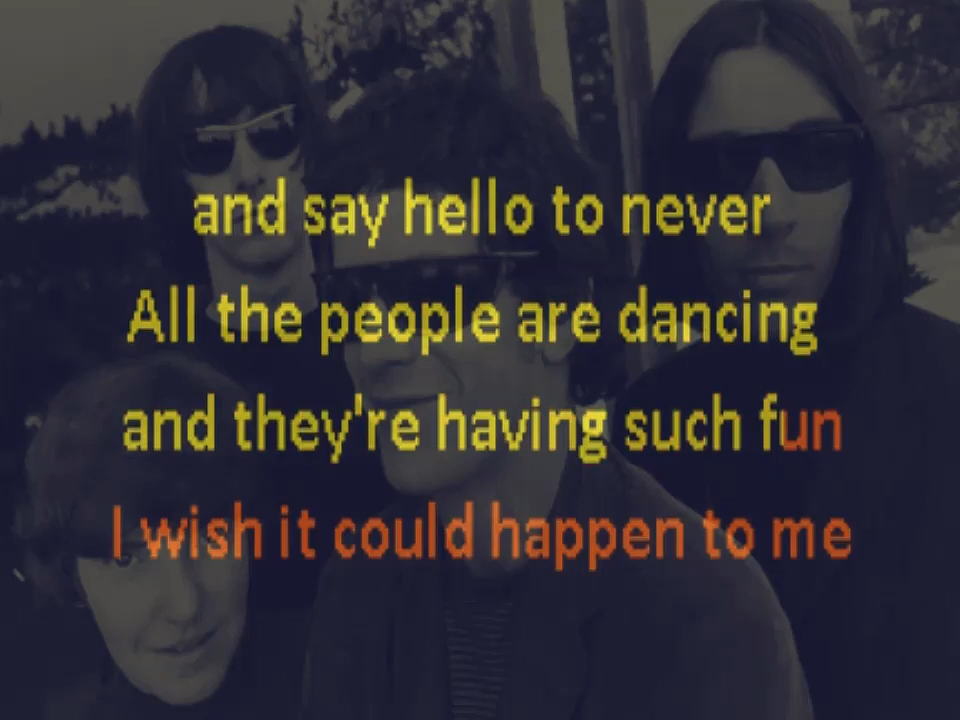 and say hello to never
All the people are dancing
and they're having such fun
I wish it could happen to me